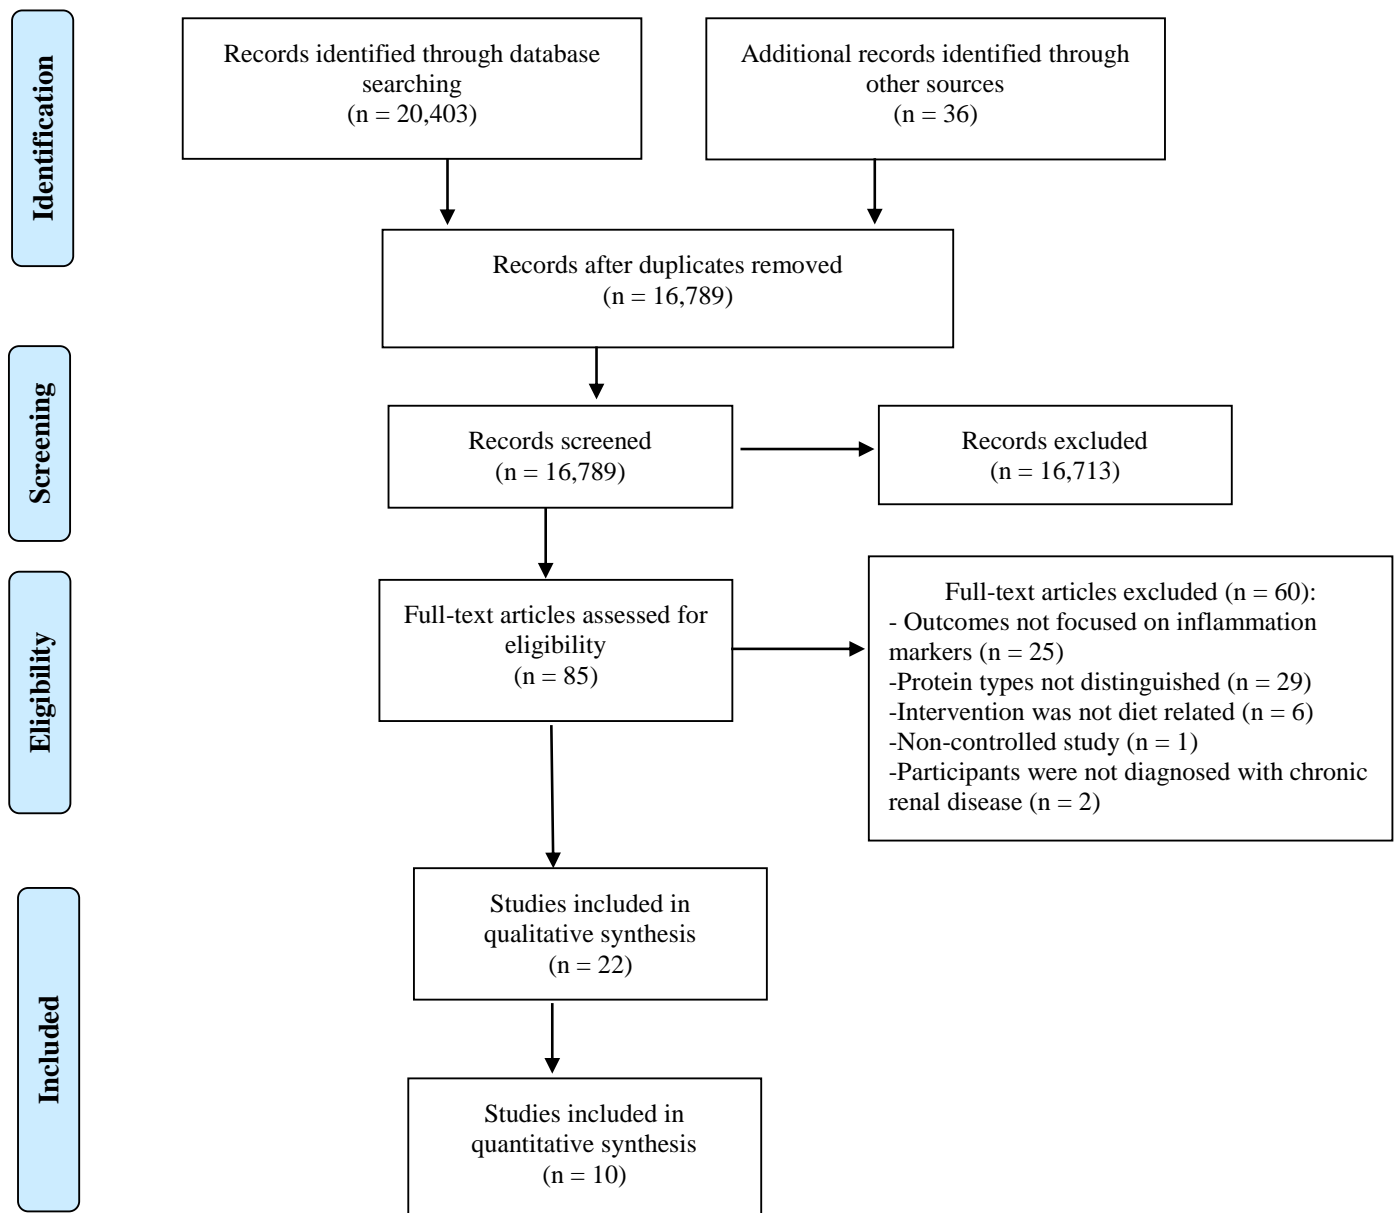 Identification
Records identified through database
searching
(n = 20,403)
Additional records identified through
other sources
(n = 36)
Records after duplicates removed
(n = 16,789)
Screening
Records screened
(n = 16,789)
Records excluded
(n = 16,713)
Eligibility
Full-text articles assessed for
eligibility
(n = 85)
Full-text articles excluded (n = 60):
- Outcomes not focused on inflammation
markers (n = 25)
-Protein types not distinguished (n = 29)
-Intervention was not diet related (n = 6)
-Non-controlled study (n = 1)
-Participants were not diagnosed with chronic
renal disease (n = 2)
Included
Studies included in
qualitative synthesis
(n = 22)
Studies included in
quantitative synthesis
(n = 10)